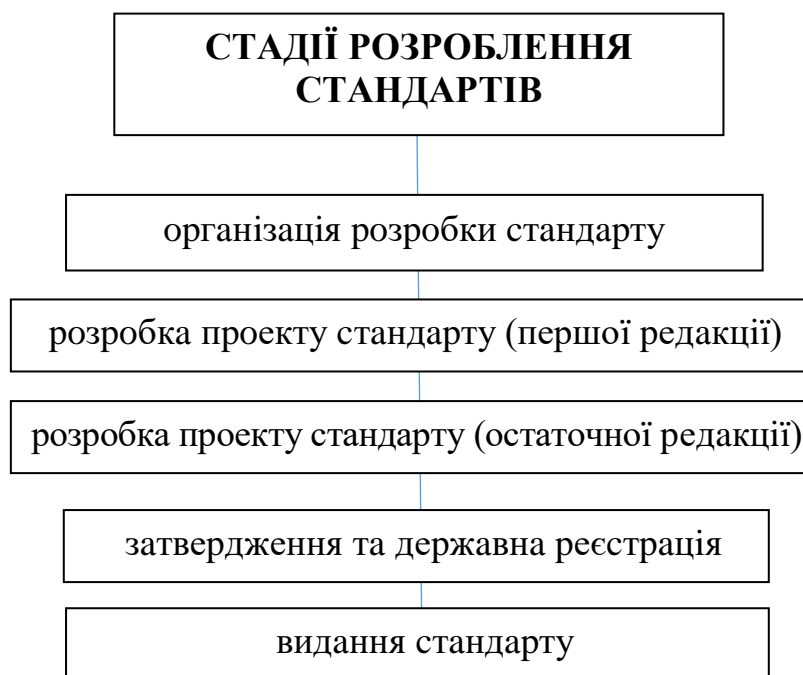 СТАДІЇ РОЗРОБЛЕННЯ
СТАНДАРТІВ
організація розробки стандарту
розробка проекту стандарту (першої редакції)
розробка проекту стандарту (остаточної редакції)
затвердження та державна реєстрація
видання стандарту